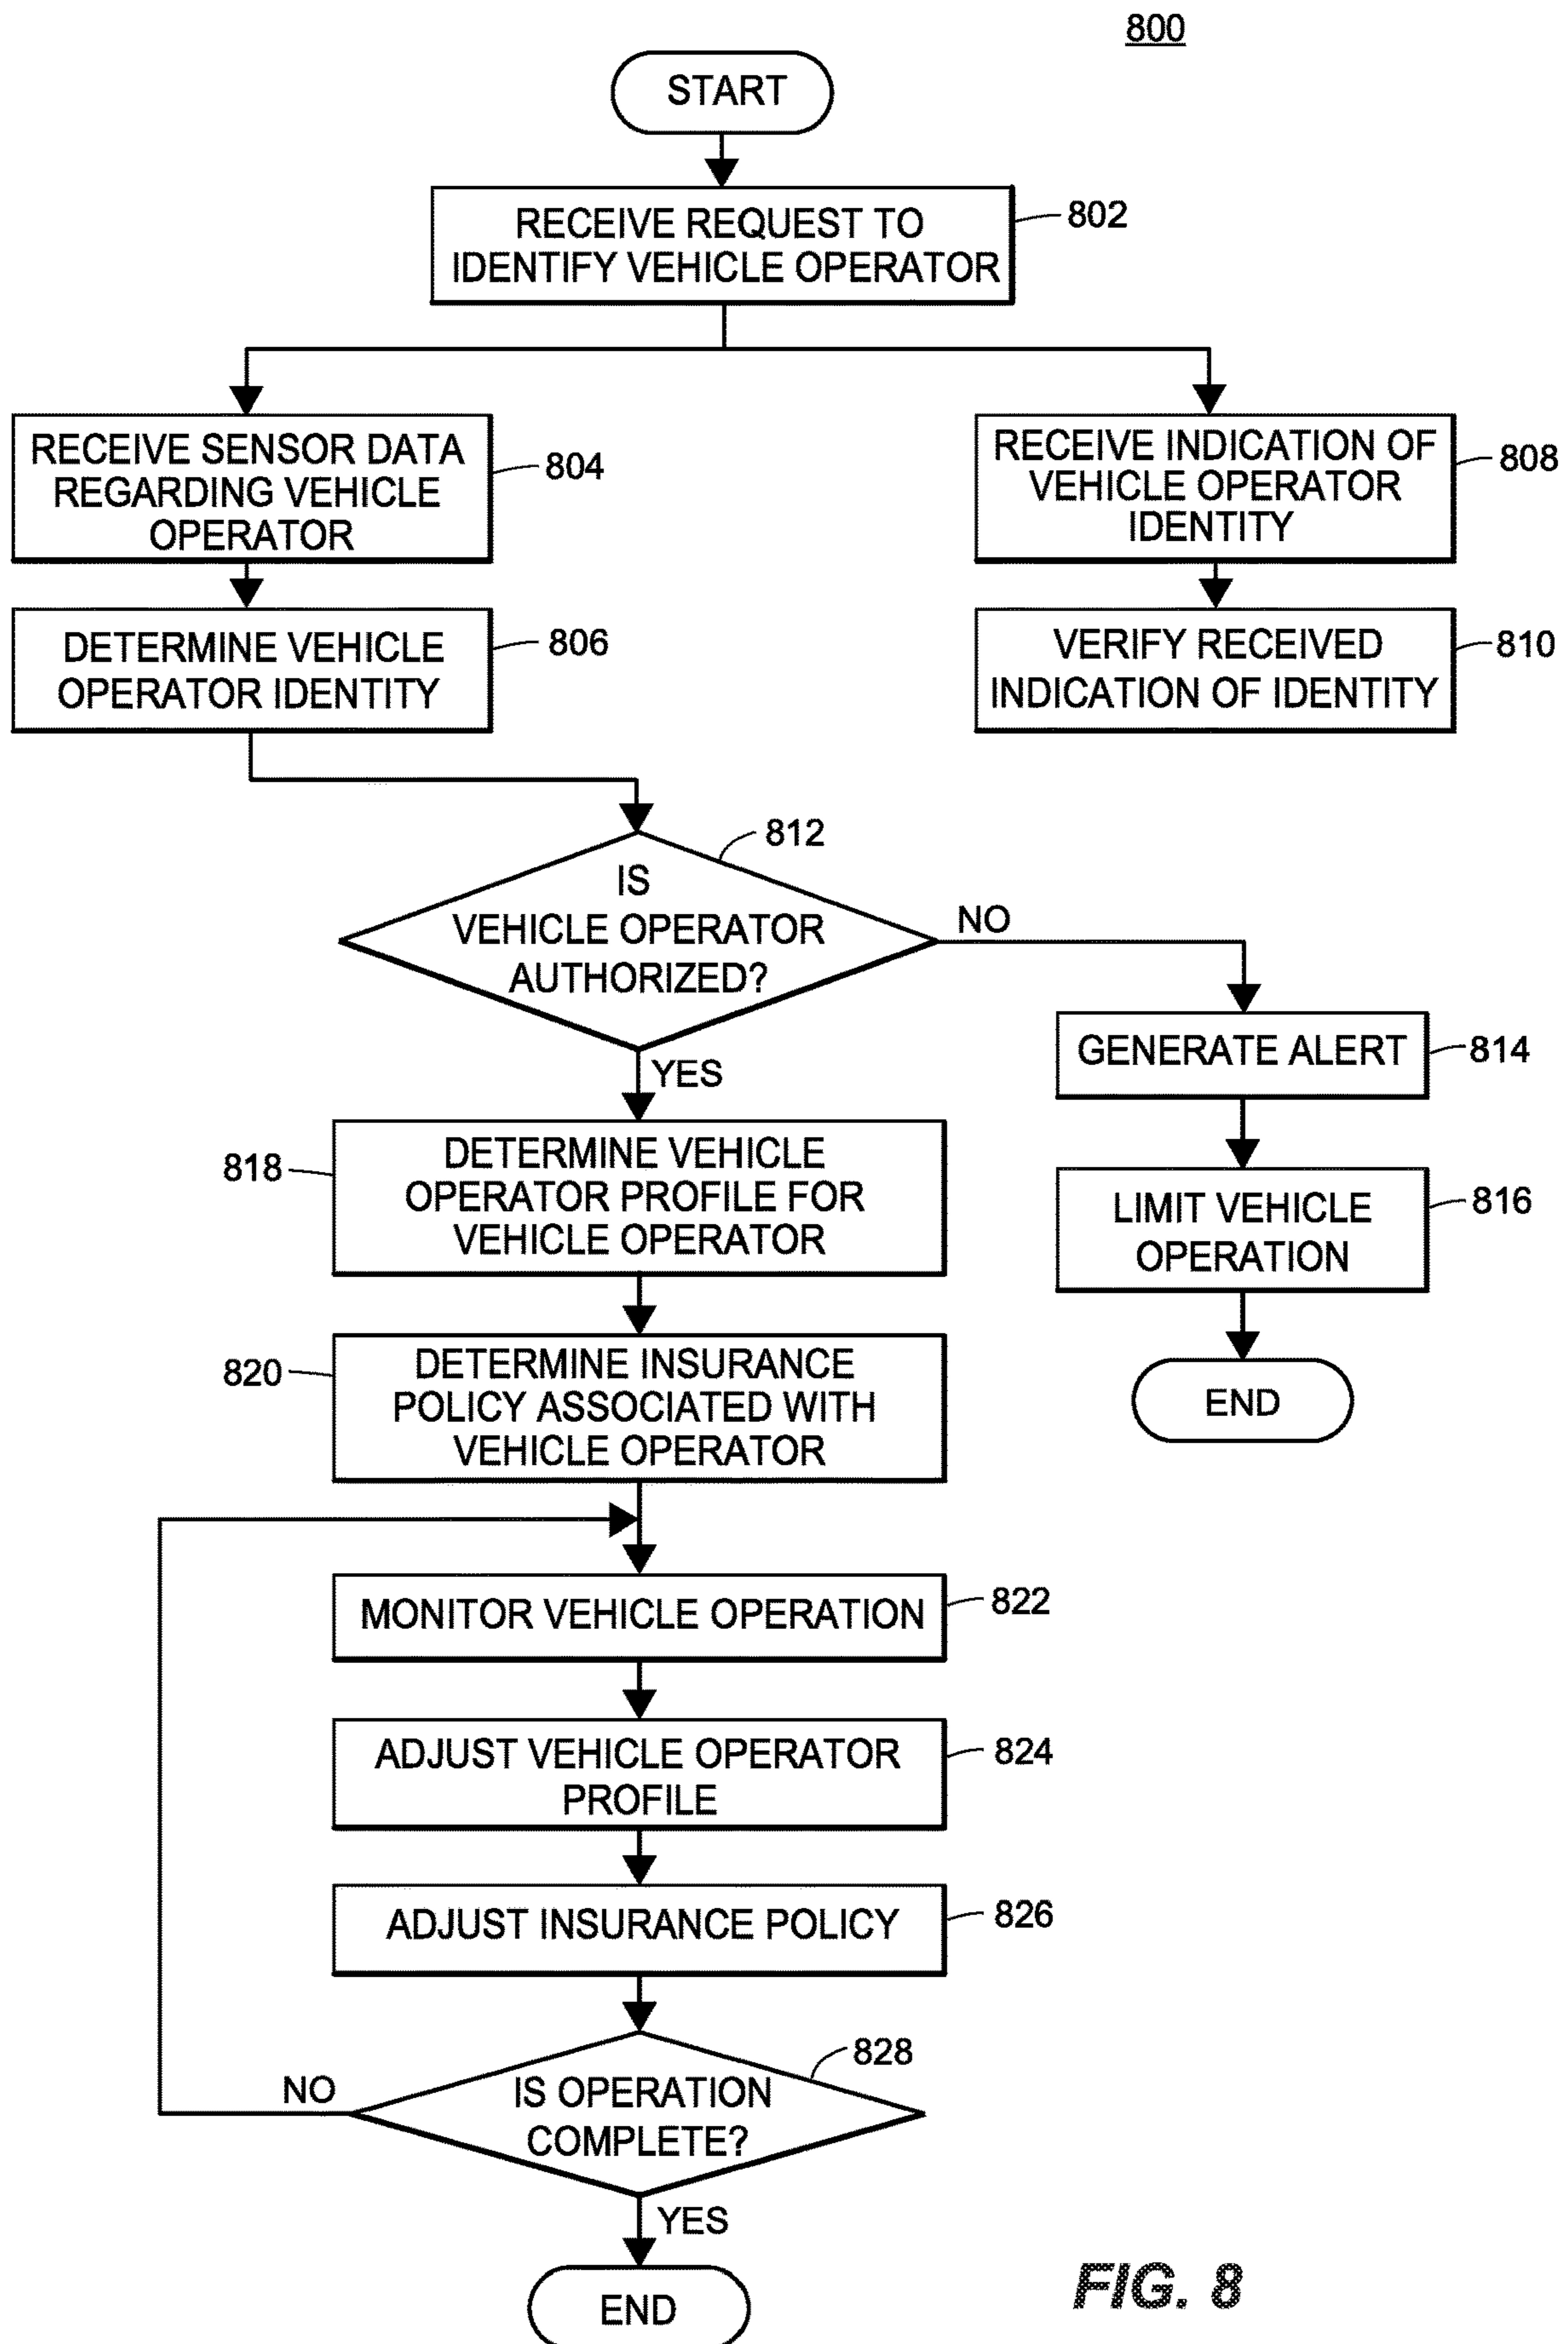 800
START
RECEIVE REQUEST TO
IDENTIFY VEHICLE OPERATOR
802
RECEIVE SENSOR DATA
REGARDING VEHICLE
OPERATOR
804
RECEIVE INDICATION OF
VEHICLE OPERATOR
IDENTITY
808
DETERMINE VEHICLE
OPERATOR IDENTITY
806
VERIFY RECEIVED
INDICATION OF IDENTITY
810
812
IS
VEHICLE OPERATOR
AUTHORIZED?
NO
YES
GENERATE ALERT
814
LIMIT VEHICLE
OPERATION
816
END
818
DETERMINE VEHICLE
OPERATOR PROFILE FOR
VEHICLE OPERATOR
820
DETERMINE INSURANCE
POLICY ASSOCIATED WITH
VEHICLE OPERATOR
MONITOR VEHICLE OPERATION
822
ADJUST VEHICLE OPERATOR
PROFILE
824
ADJUST INSURANCE POLICY
826
828
NO
IS OPERATION
COMPLETE?
YES
END
FIG. 8